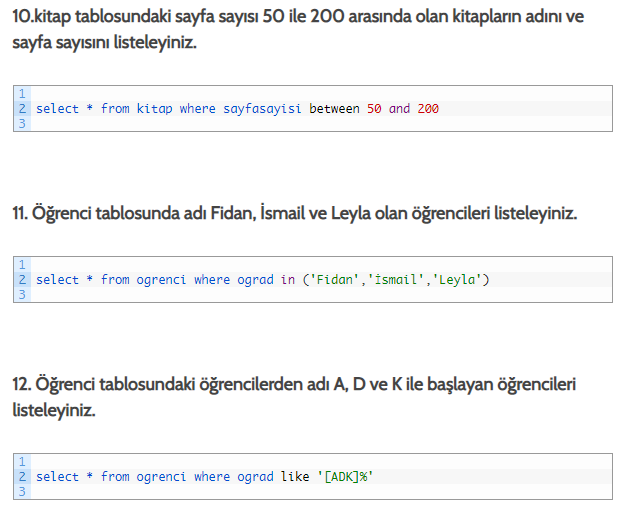 10.kitap tablosundaki sayfa sayısı 50 ile 200 arasında olan kitapların adını ve
sayfa sayısını listeleyiniz.
1
2 select * from kitap where sayfasayisi between 50 and 200
3
11. Öğrenci tablosunda adı Fidan, İsmail ve Leyla olan öğrencileri listeleyiniz.
1
2 select * from ogrenci where ograd in ('Fidan','İsmail','Leyla')
3
12. Öğrenci tablosundaki öğrencilerden adı A, D ve K ile başlayan öğrencileri
listeleyiniz.
1
2 select * from ogrenci where ograd like '[ADK]%'
3